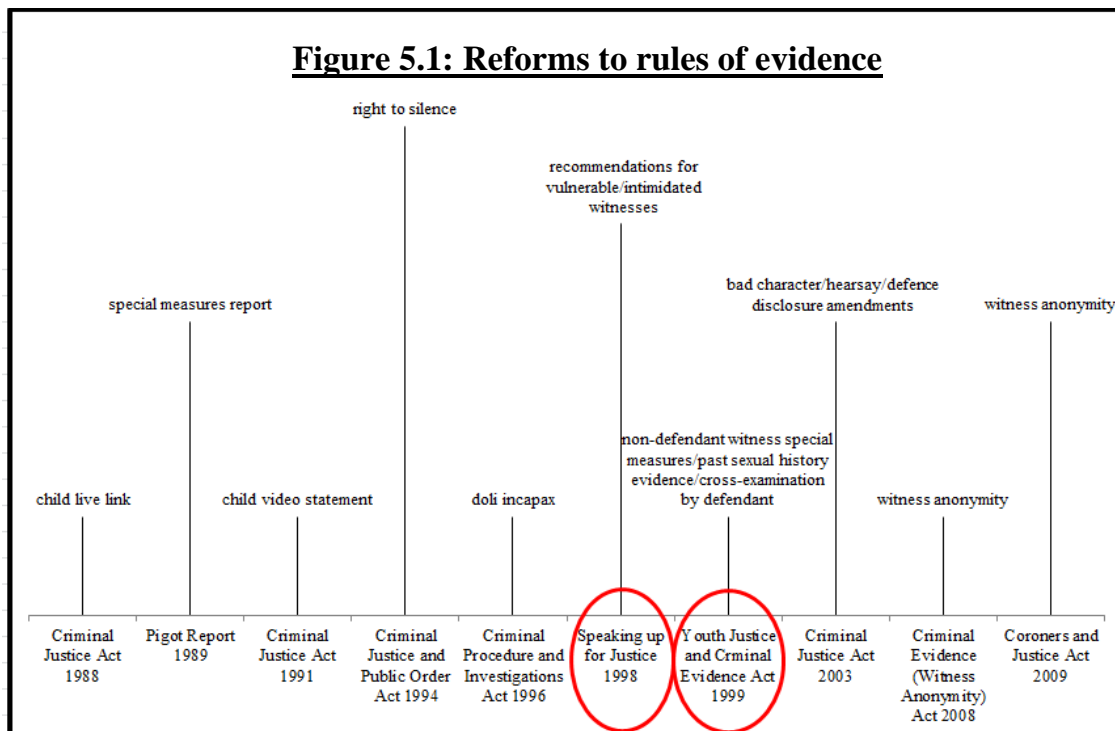 Figure 5.1: Reforms to rules of evidence
right to silence
recommendations for
vulnerable/intimidated
witnesses
special measures report
bad character/hearsay/defence
disclosure amendments
witness anonymity
non-defendant witness special
measures/past sexual history
evidence/cross-examination
by defendant
child live link
child video statement
doli incapax
witness anonymity
Criminal
Justice Act
1988
Pigot Report
1989
Criminal
Justice Act
1991
Criminal
Justice and
Public Order
Act 1994
Criminal
Procedure and
Investigations
Act 1996
Speaking up
for Justice
1998
Youth Justice
and Crminal
Evidence Act
1999
Criminal
Justice Act
2003
Criminal
Evidence
(Witness
Anonymity)
Act 2008
Coroners and
Justice Act
2009